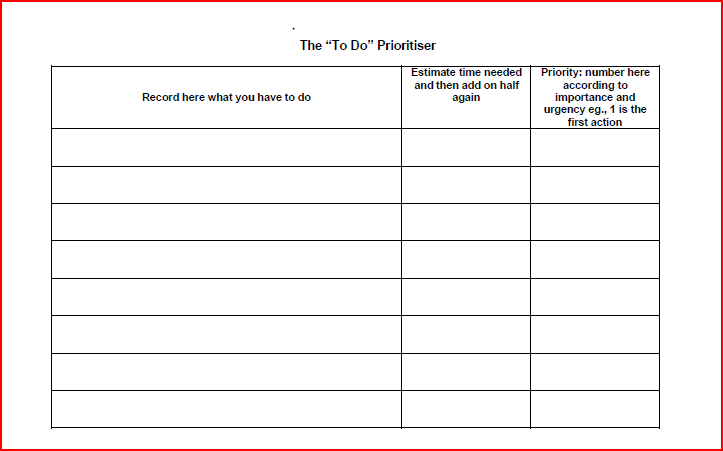 The “To Do” Prioritiser
Record here what you have to do
Estimate time needed
and then add on half
again
Priority: number here
according to
importance and
urgency eg., 1 is the
first action